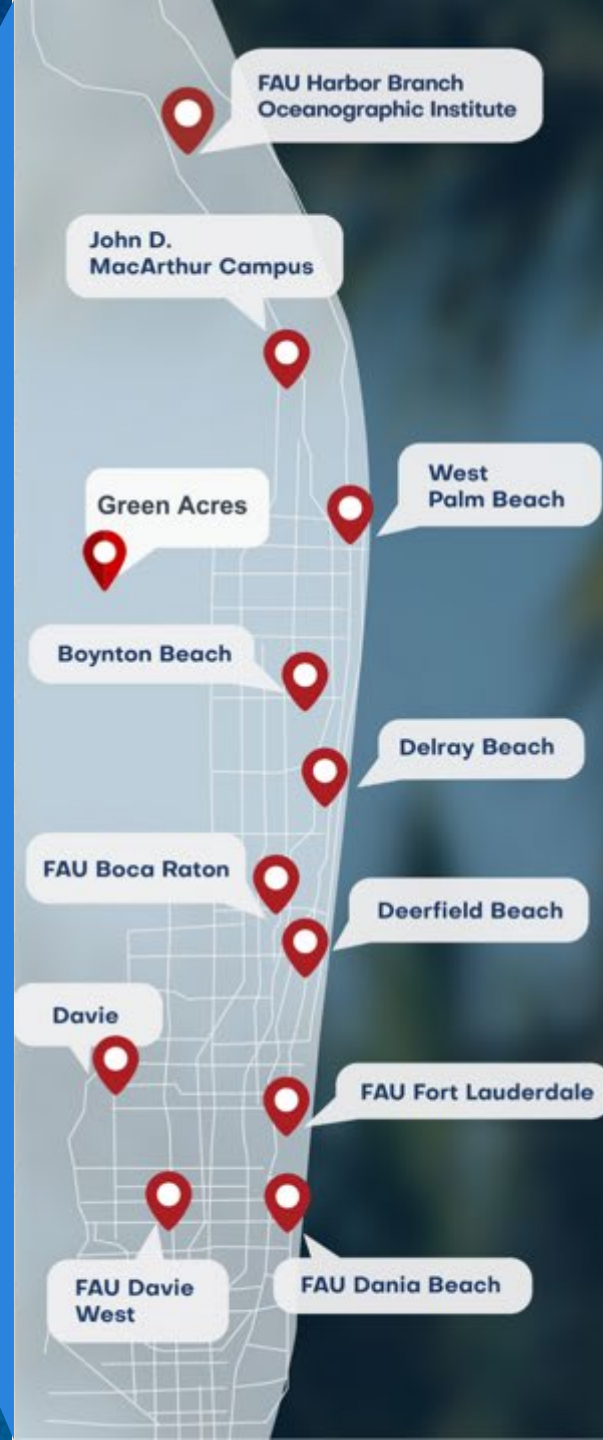 FAU Harbor Branch
Oceanographic Institute
John D.
MacArthur Campus
West
Palm Beach
Green Acres
Boynton Beach
Delray Beach
FAU Boca Raton
Deerfield Beach
Davie
FAU Fort Lauderdale
FAU Davie
West
FAU Dania Beach